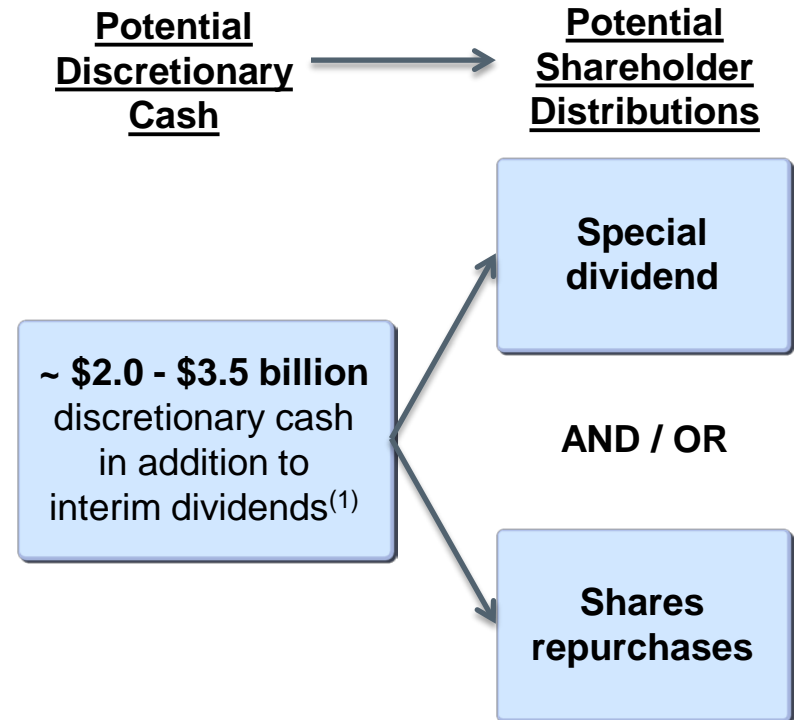 Potential
Discretionary
Cash
Potential
Shareholder
Distributions
Special
dividend
~ $2.0 - $3.5 billion
discretionary cash
in addition to
interim dividends(1)
AND / OR
Shares
repurchases